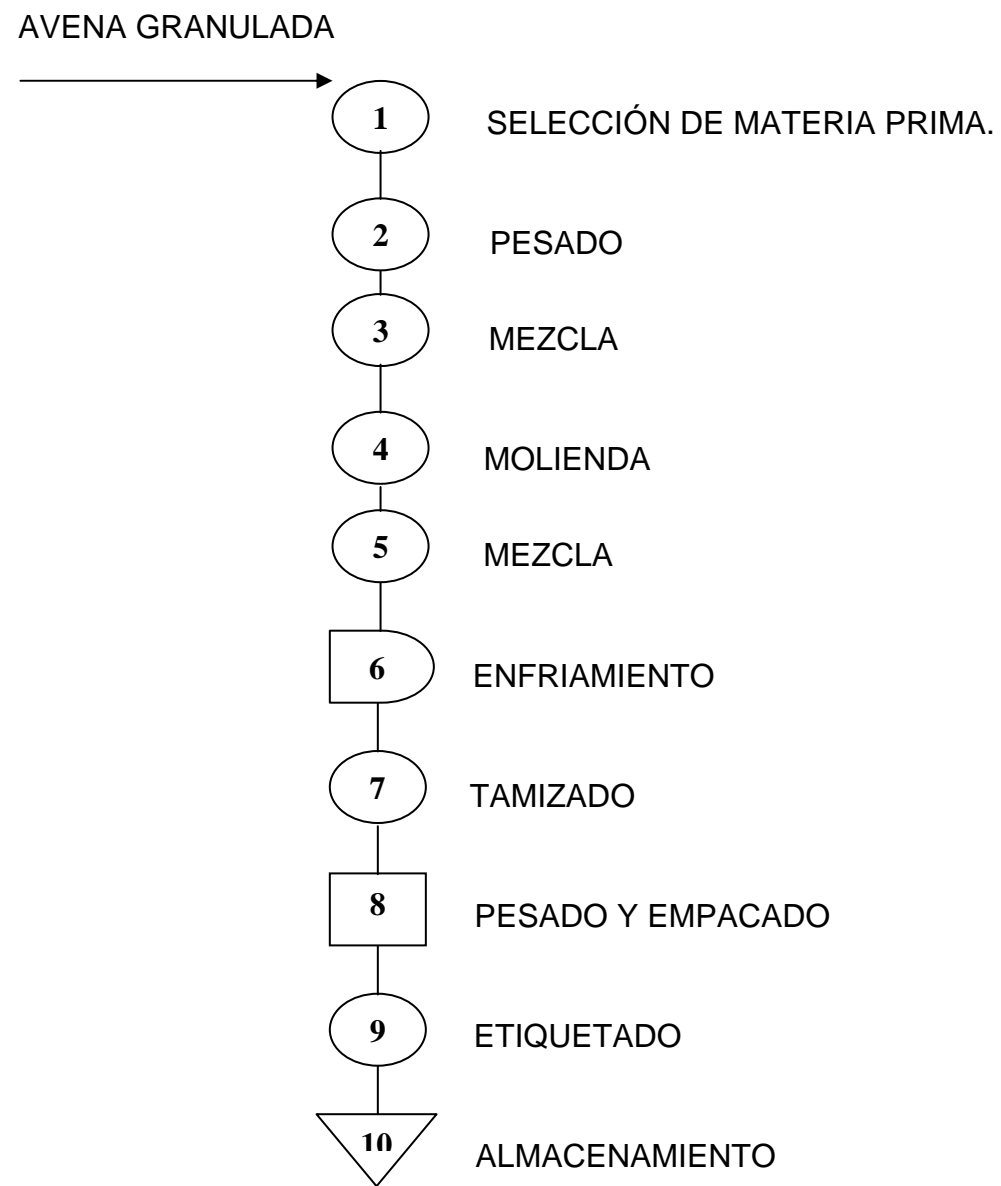 AVENA GRANULADA
1 SELECCIÓN DE MATERIA PRIMA.
2 PESADO
3 MEZCLA
4 MOLIENDA
5 MEZCLA
6 ENFRIAMIENTO
7 TAMIZADO
8 PESADO Y EMPACADO
9 ETIQUETADO
10 ALMACENAMIENTO